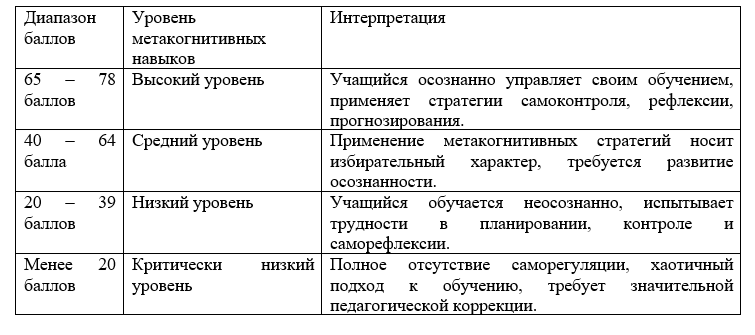 Диапазон баллов
Уровень метакогнитивных навыков
Интерпретация
65 – 78
баллов
Высокий уровень
Учащийся осознанно управляет своим обучением,
применяет стратегии самоконтроля, рефлексии,
прогнозирования.
40 – 64
балла
Средний уровень
Применение метакогнитивных стратегий носит
избирательный характер, требуется развитие
осознанности.
20 – 39
баллов
Низкий уровень
Учащийся обучается неосознанно, испытывает
трудности в планировании, контроле и
саморефлексии.
Менее 20
баллов
Критически низкий
уровень
Полное отсутствие саморегуляции, хаотичный
подход к обучению, требует значительной
педагогической коррекции.